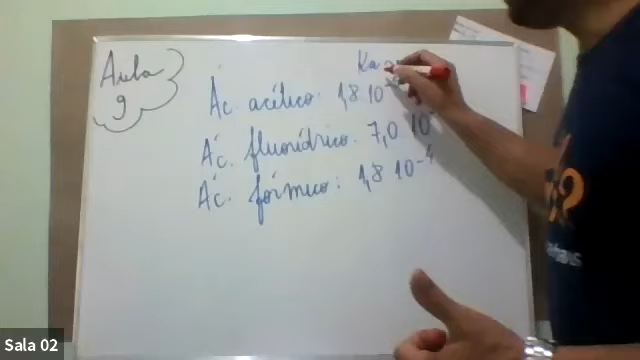 Aula
9
Ka
Ác. acético: 1,8 10
Ác. fluorídrico: 7,0 10
Ác. fórmico: 1,8 10-4
Sala 02